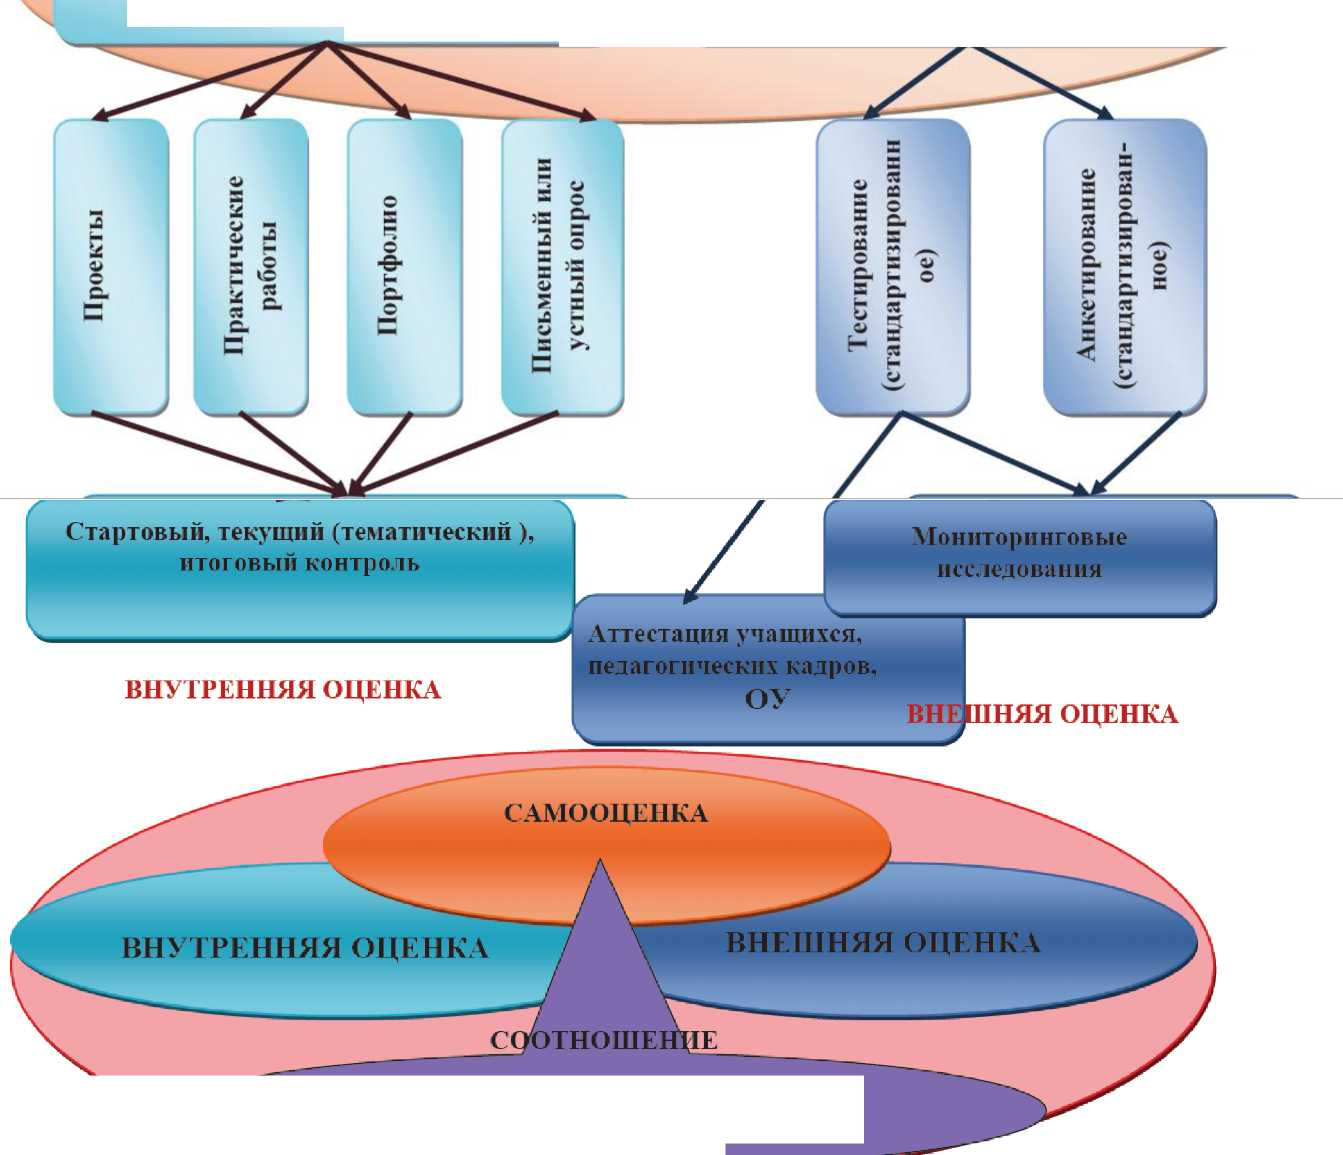 Проекты
Практические
работы
Портфолио
Письменный или
устный опрос
Тестирование
(стандартизированн
ое)
Анкетирование
(стандартизирован-
ное)
Стартовый, текущий (тематический ),
итоговый контроль
Мониторинговые
исследования
Аттестация учащихся,
педагогических кадров,
ОУ
ВНУТРЕННЯЯ ОЦЕНКА
ВНЕШНЯЯ ОЦЕНКА
САМООЦЕНКА
ВНУТРЕННЯЯ ОЦЕНКА
ВНЕШНЯЯ ОЦЕНКА
СООТНОШЕНИЕ